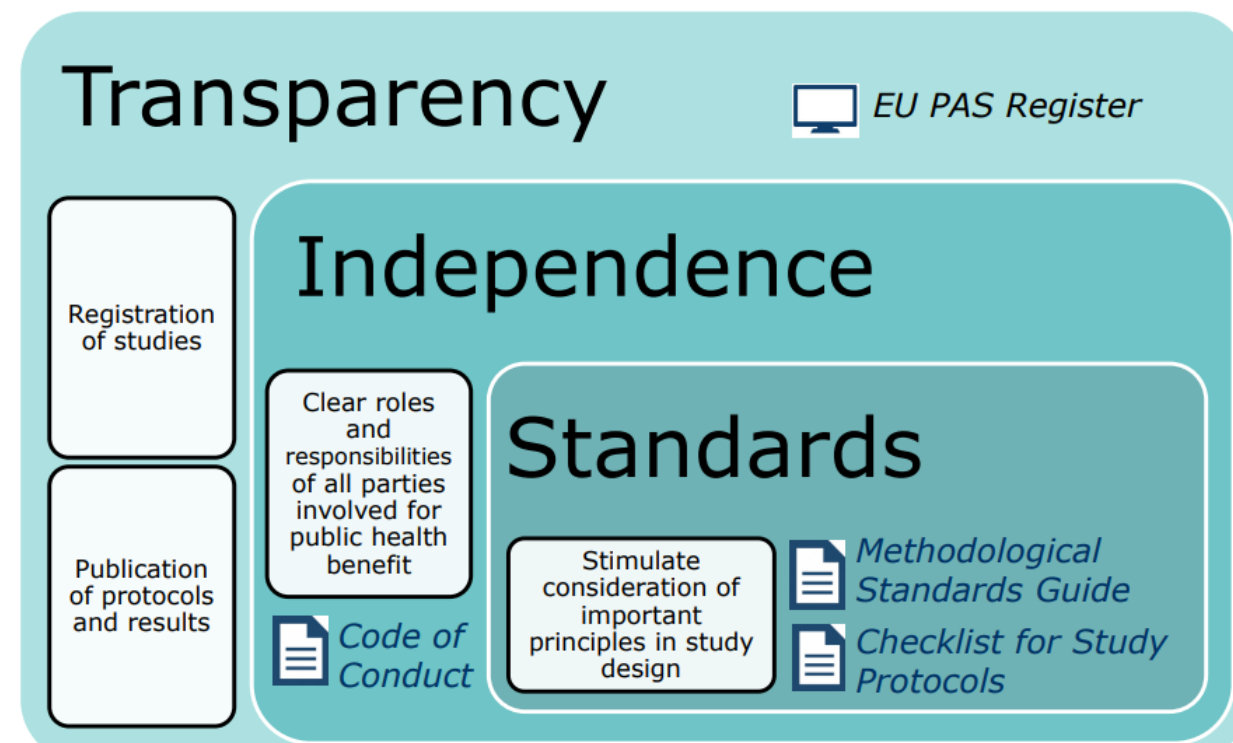 Transparency
EU PAS Register
Registration
of studies
Publication
of protocols
and results
Independence
Clear roles
and
responsibilities
of all parties
involved for
public health
benefit
Code of
Conduct
Standards
Stimulate
consideration of
important
principles in study
design
Methodological
Standards Guide
Checklist for Study
Protocols